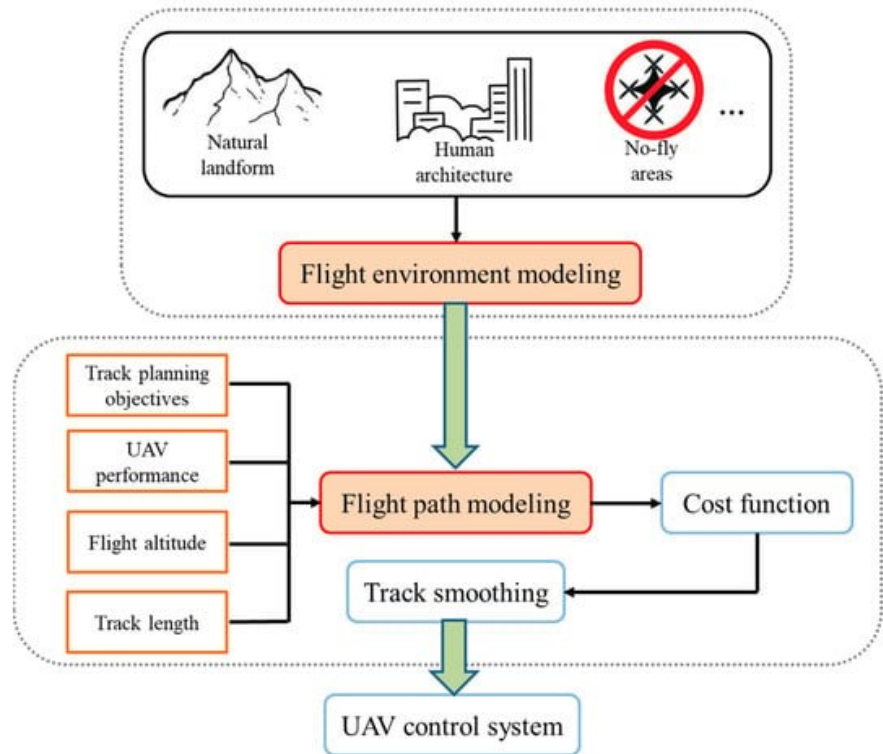 Natural
landform
Human
architecture
No-fly
areas
...
Flight environment modeling
Track planning
objectives
UAV
performance
Flight altitude
Track length
Flight path modeling
Cost function
Track smoothing
UAV control system